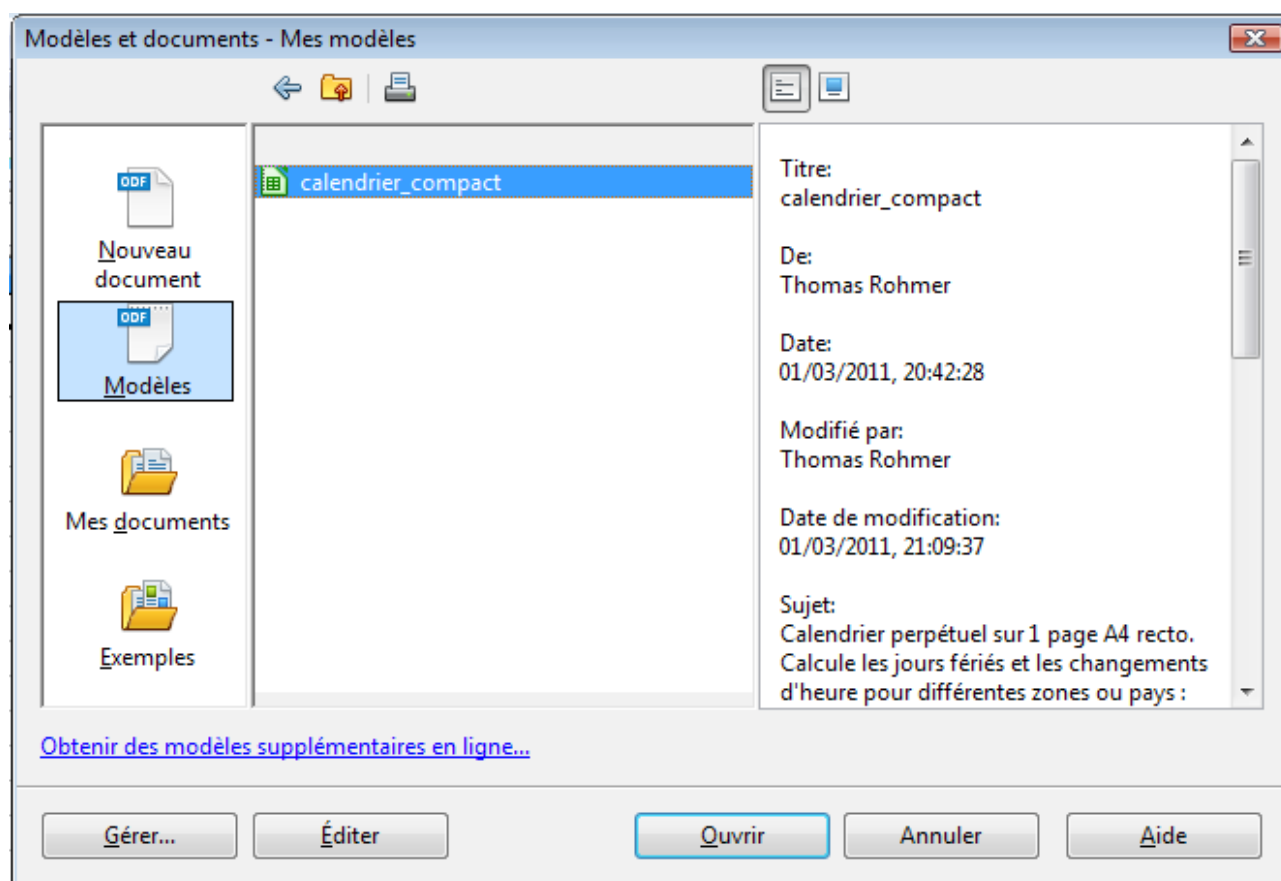 Modèles et documents - Mes modèles
ODF
Nouveau
document
ODF
Modèles
Mes documents
Exemples
calendrier_compact
Titre:
calendrier_compact
De:
Thomas Rohmer
Date:
01/03/2011, 20:42:28
Modifié par:
Thomas Rohmer
Date de modification:
01/03/2011, 21:09:37
Sujet:
Calendrier perpétuel sur 1 page A4 recto.
Calcule les jours fériés et les changements
d'heure pour différentes zones ou pays :
Obtenir des modèles supplémentaires en ligne...
Gérer...
Éditer
Ouvrir
Annuler
Aide